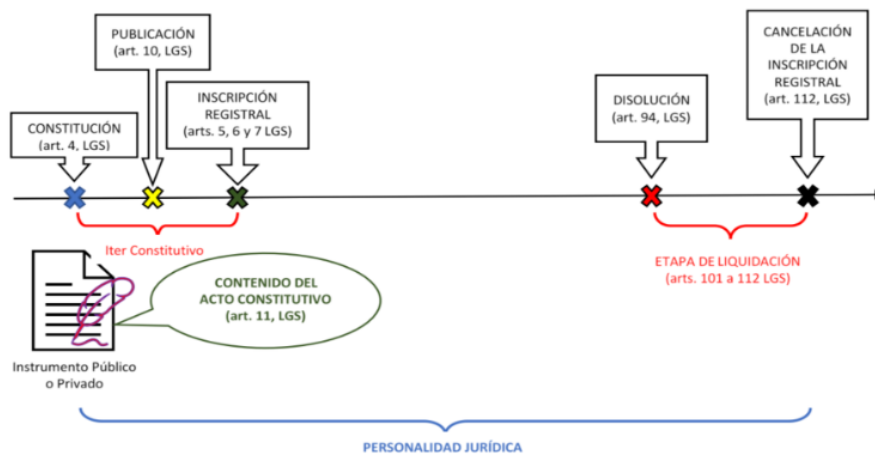 PUBLICACIÓN
(art. 10, LGS)
CANCELACIÓN
DE LA
INSCRIPCIÓN
REGISTRAL
(art. 112, LGS)
INSCRIPCIÓN
REGISTRAL
(arts. 5, 6 y 7 LGS)
DISOLUCIÓN
(art. 94, LGS)
CONSTITUCIÓN
(art. 4, LGS)
Iter Constitutivo
ETAPA DE LIQUIDACIÓN
(arts. 101 a 112 LGS)
CONTENIDO DEL
ACTO CONSTITUTIVO
(art. 11, LGS)
Instrumento Público
o Privado
PERSONALIDAD JURÍDICA